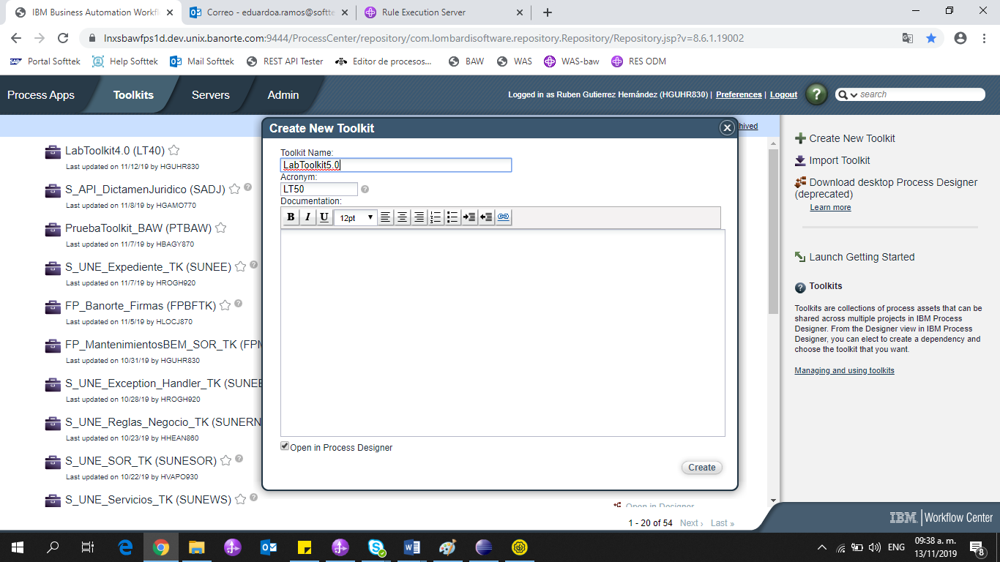 IBM Business Automation Workfl
Correo - eduardoa.ramos@softte
Rule Execution Server
lnxsbawfps1d.dev.unix.banorte.com:9444/ProcessCenter/repository/com.lombardisoftware.repository.Repository/Repository.jsp?v=8.6.1.19002
Portal Softtek
Help Softtek
Mail Softtek
REST API Tester
Editor de procesos...
BAW
WAS
WAS-baw
RES ODM
Process Apps
Toolkits
Servers
Admin
Logged in as Ruben Gutierrez Hernández (HGUHR830) | Preferences | Logout
search
hived
LabToolkit4.0 (LT40)
Last updated on 11/12/19 by HGUHR830
S_API_DictamenJuridico (SADJ)
Last updated on 11/8/19 by HGAMO770
PruebaToolkit_BAW (PTBAW)
Last updated on 11/7/19 by HBAGY870
S_UNE_Expediente_TK (SUNEE)
Last updated on 11/7/19 by HROGH920
FP_Banorte_Firmas (FPBFTK)
Last updated on 11/5/19 by HLOCJ870
FP_MantenimientosBEM_SOR_TK (FPM
Last updated on 10/31/19 by HGUHR830
S_UNE_Exception_Handler_TK (SUNEE
Last updated on 10/28/19 by HROGH920
S_UNE_Reglas_Negocio_TK (SUNERN
Last updated on 10/23/19 by HHEAN860
S_UNE_SOR_TK (SUNESOR)
Last updated on 10/22/19 by HVAPO930
S_UNE_Servicios_TK (SUNEWS)
Create New Toolkit
Toolkit Name:
LabToolkit5.0
Acronym:
LT50
Documentation:
B I U 12pt
Open in Process Designer
Create
Open in Designer
1 - 20 of 54 Next › Last »
Create New Toolkit
Import Toolkit
Download desktop Process Designer
(deprecated)
Learn more
Launch Getting Started
Toolkits
Toolkits are collections of process assets that can be
shared across multiple projects in IBM Process
Designer. From the Designer view in IBM Process
Designer, you can elect to create a dependency and
choose the toolkit that you want.
Managing and using toolkits
IBM. Workflow Center
ENG
09:38 a. m.
13/11/2019
8